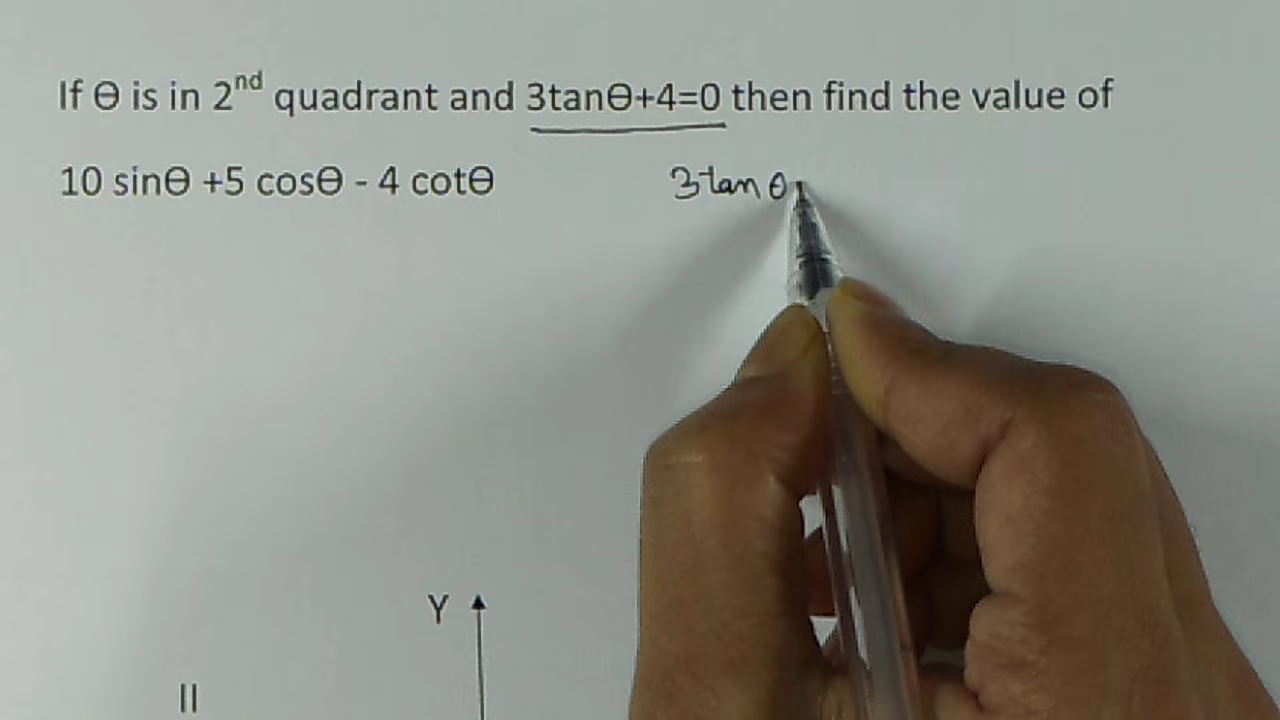 If Θ is in 2nd quadrant and 3tanΘ+4=0 then find the value of
10 sinΘ +5 cosΘ - 4 cotΘ
3tan θ
Y
II